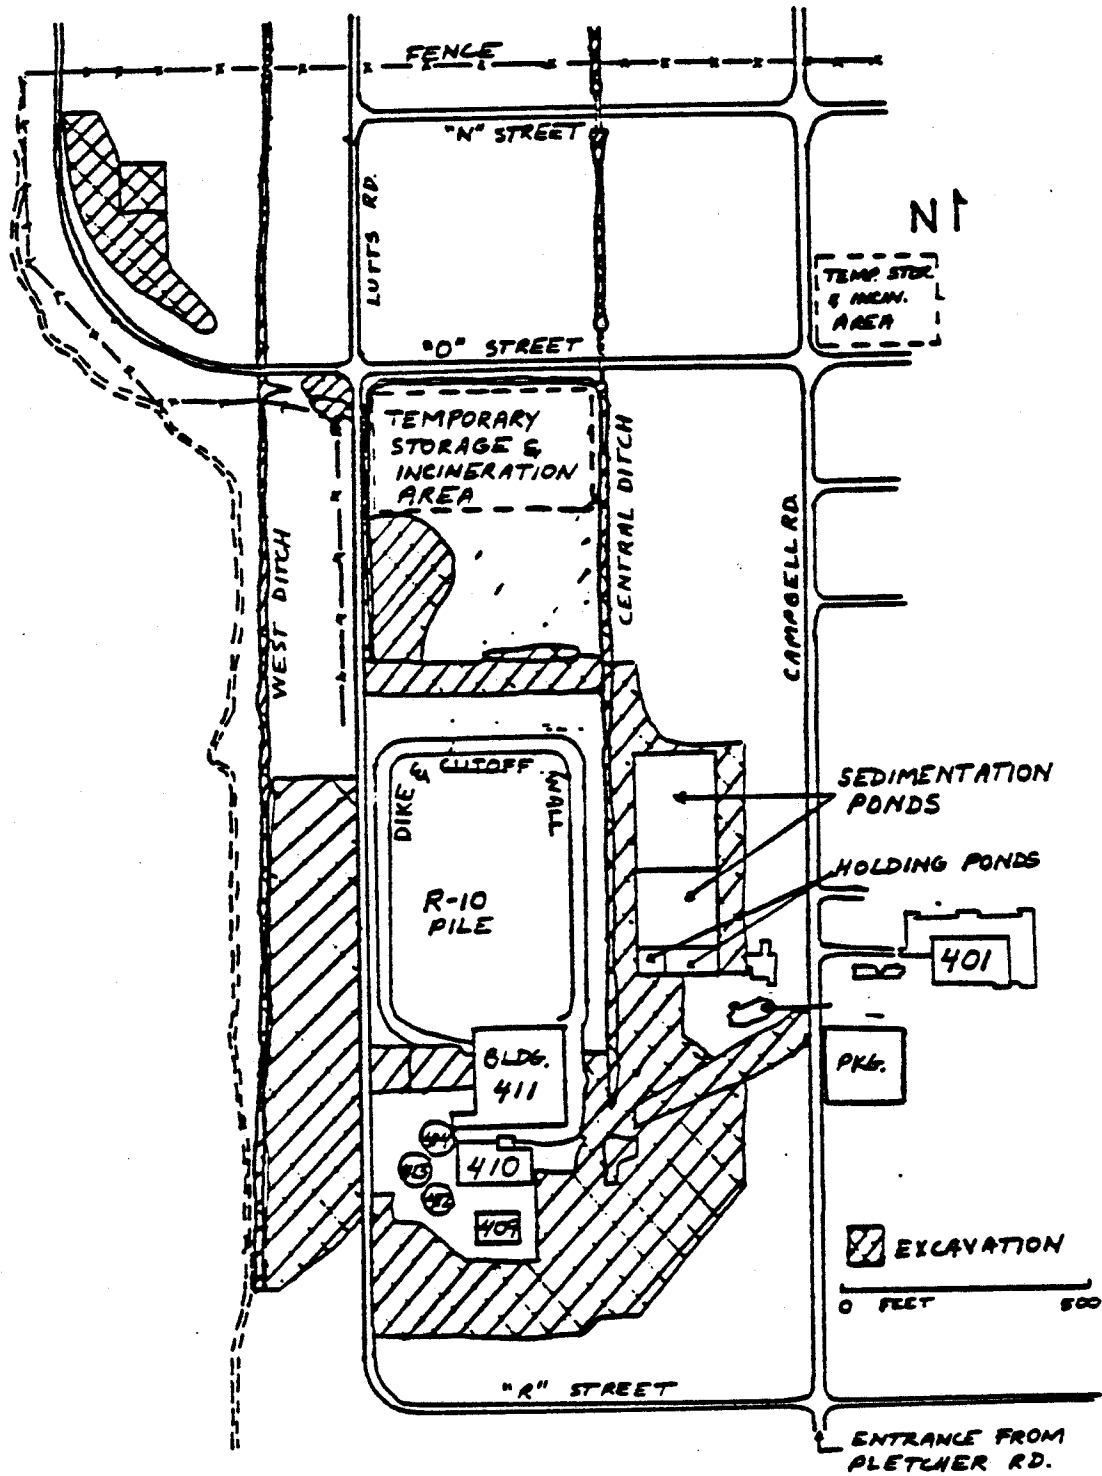 FENCE
"N" STREET
LUTTS RD.
N
TEMP. STOR.
& INCIN.
AREA
"O" STREET
TEMPORARY
STORAGE &
INCINERATION
AREA
WEST DITCH
CENTRAL DITCH
CAMPBELL RD.
DIKE & CUTOFF WALL
SEDIMENTATION
PONDS
R-10
PILE
HOLDING PONDS
401
BLDG.
411
PKG.
410
409
EXCAVATION
0 FEET 500
"R" STREET
ENTRANCE FROM
PLETCHER RD.